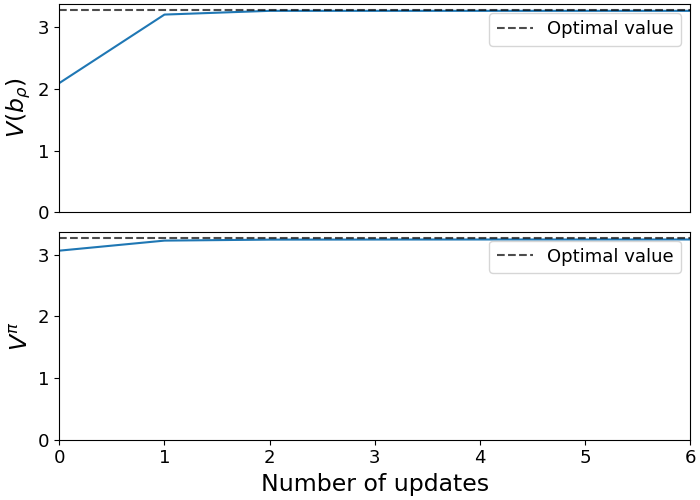 3
2
1
0
V(b_ρ)
Optimal value
3
2
1
0
V^π
Optimal value
0 1 2 3 4 5 6
Number of updates